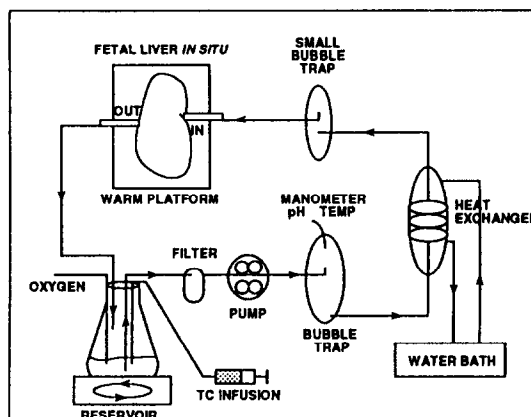 FETAL LIVER IN SITU
SMALL
BUBBLE
TRAP
OUT
IN
WARM PLATFORM
MANOMETER
pH TEMP
HEAT
EXCHANGER
FILTER
OXYGEN
PUMP
BUBBLE
TRAP
WATER BATH
TC INFUSION
RESERVOIR